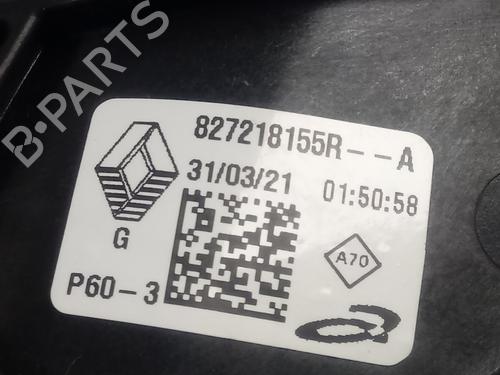 B-PARTS
827218155R--A
31/03/21 01:50:58
G
A70
P60-3